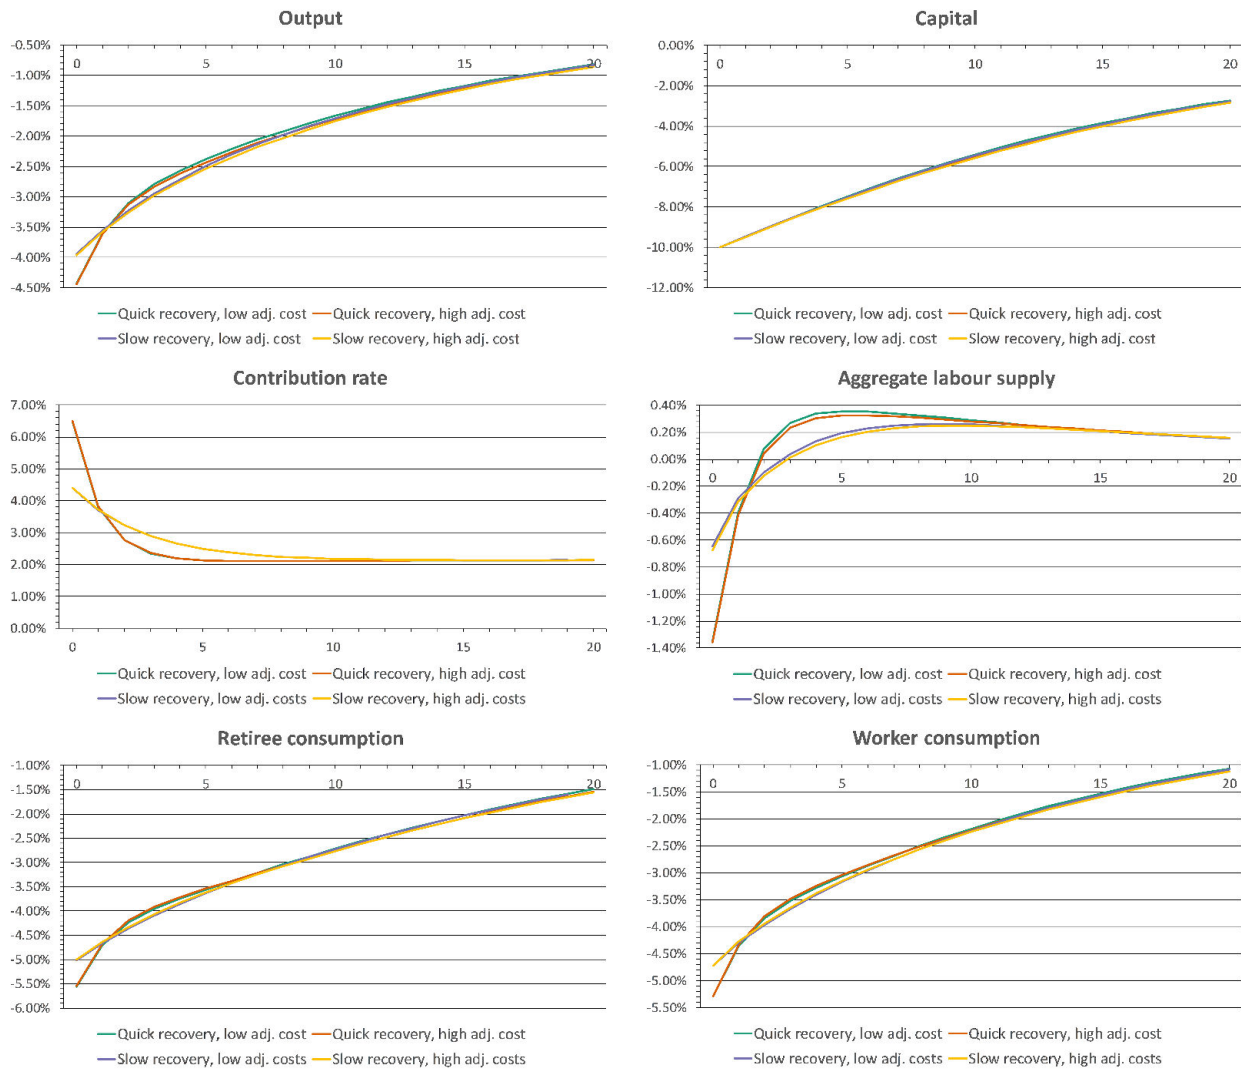 Output
-0.50%
0 5 10 15 20
-1.00%
-1.50%
-2.00%
-2.50%
-3.00%
-3.50%
-4.00%
-4.50%
Quick recovery, low adj. cost Quick recovery, high adj. cost
Slow recovery, low adj. cost Slow recovery, high adj. cost
Capital
0.00%
0 5 10 15 20
-2.00%
-4.00%
-6.00%
-8.00%
-10.00%
-12.00%
Quick recovery, low adj. cost Quick recovery, high adj. cost
Slow recovery, low adj. cost Slow recovery, high adj. cost
Contribution rate
7.00%
6.00%
5.00%
4.00%
3.00%
2.00%
1.00%
0.00%
0 5 10 15 20
Quick recovery, low adj. cost Quick recovery, high adj. cost
Slow recovery, low adj. costs Slow recovery, high adj. costs
Aggregate labour supply
0.40%
0.20%
0.00%
0 5 10 15 20
-0.20%
-0.40%
-0.60%
-0.80%
-1.00%
-1.20%
-1.40%
Quick recovery, low adj. cost Quick recovery, high adj. cost
Slow recovery, low adj. costs Slow recovery, high adj. costs
Retiree consumption
-1.00%
0 5 10 15 20
-1.50%
-2.00%
-2.50%
-3.00%
-3.50%
-4.00%
-4.50%
-5.00%
-5.50%
-6.00%
Quick recovery, low adj. cost Quick recovery, high adj. cost
Slow recovery, low adj. costs Slow recovery, high adj. costs
Worker consumption
-1.00%
0 5 10 15 20
-1.50%
-2.00%
-2.50%
-3.00%
-3.50%
-4.00%
-4.50%
-5.00%
-5.50%
Quick recovery, low adj. cost Quick recovery, high adj. cost
Slow recovery, low adj. costs Slow recovery, high adj. costs